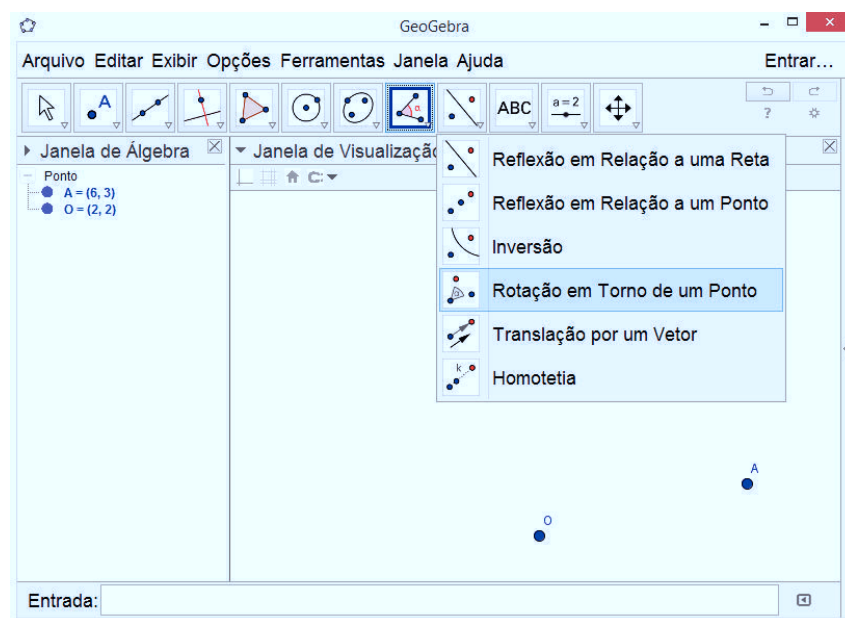 GeoGebra
Arquivo Editar Exibir Opções Ferramentas Janela Ajuda Entrar...
A ABC a=2
?
Janela de Álgebra Janela de Visualização
Ponto
A = (6, 3)
O = (2, 2)
Reflexão em Relação a uma Reta
Reflexão em Relação a um Ponto
Inversão
α Rotação em Torno de um Ponto
Translação por um Vetor
k Homotetia
A
O
Entrada: